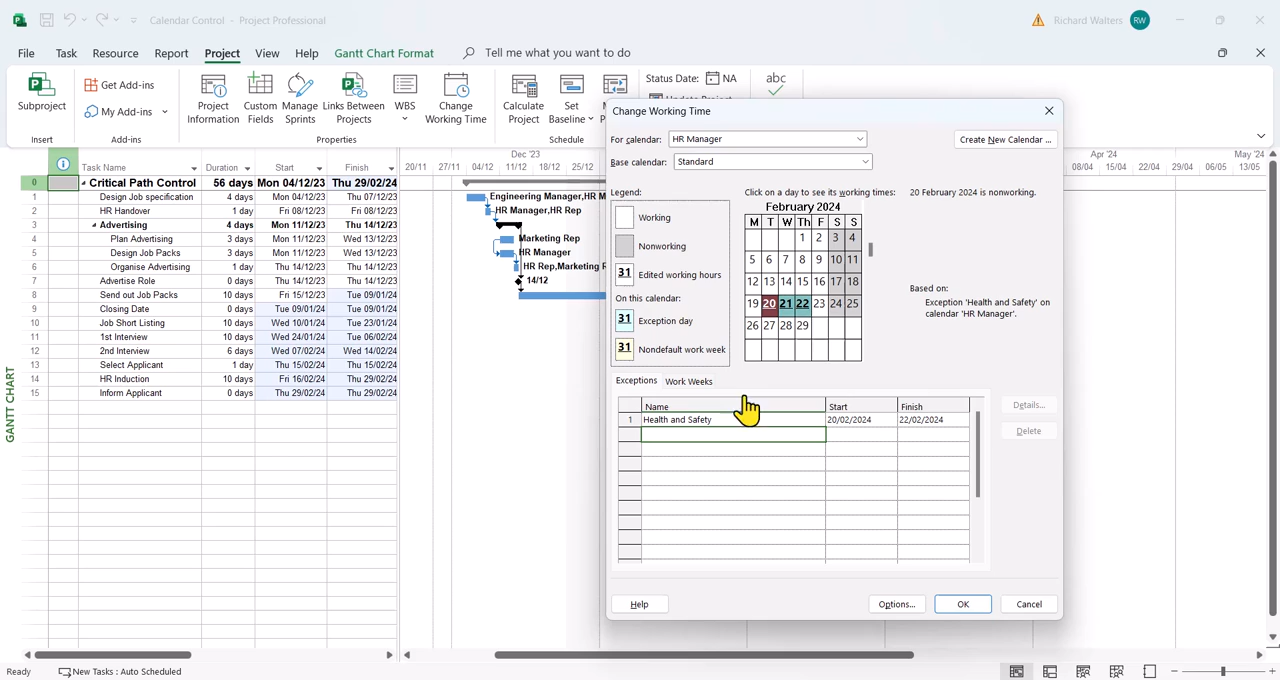 Calendar Control - Project Professional
Richard Walters RW
File Task Resource Report Project View Help Gantt Chart Format Tell me what you want to do
Subproject
Insert
Get Add-ins
My Add-ins
Add-ins
Project Information
Custom Fields
Manage Sprints
Links Between Projects
WBS
Change Working Time
Properties
Calculate Project
Set Baseline
Schedule
Status Date: NA
abc
Task Name Duration Start Finish
0 Critical Path Control 56 days Mon 04/12/23 Thu 29/02/24
1 Design Job specification 4 days Mon 04/12/23 Thu 07/12/23
2 HR Handover 1 day Fri 08/12/23 Fri 08/12/23
3 Advertising 4 days Mon 11/12/23 Thu 14/12/23
4 Plan Advertising 3 days Mon 11/12/23 Wed 13/12/23
5 Design Job Packs 3 days Mon 11/12/23 Wed 13/12/23
6 Organise Advertising 1 day Thu 14/12/23 Thu 14/12/23
7 Advertise Role 0 days Thu 14/12/23 Thu 14/12/23
8 Send out Job Packs 10 days Fri 15/12/23 Tue 09/01/24
9 Closing Date 0 days Tue 09/01/24 Tue 09/01/24
10 Job Short Listing 10 days Wed 10/01/24 Tue 23/01/24
11 1st Interview 10 days Wed 24/01/24 Tue 06/02/24
12 2nd Interview 6 days Wed 07/02/24 Wed 14/02/24
13 Select Applicant 1 day Thu 15/02/24 Thu 15/02/24
14 HR Induction 10 days Fri 16/02/24 Thu 29/02/24
15 Inform Applicant 0 days Thu 29/02/24 Thu 29/02/24
GANTT CHART
Dec '23
20/11 27/11 04/12 11/12 18/12 25/12
Apr '24 May '24
08/04 15/04 22/04 29/04 06/05 13/05
Engineering Manager,HR M
HR Manager,HR Rep
Marketing Rep
HR Manager
HR Rep,Marketing R
14/12
Change Working Time
For calendar: HR Manager
Create New Calendar ...
Base calendar: Standard
Legend:
Working
Nonworking
31 Edited working hours
On this calendar:
31 Exception day
31 Nondefault work week
Click on a day to see its working times:
February 2024
M T W Th F S S
1 2 3 4
5 6 7 8 9 10 11
12 13 14 15 16 17 18
19 20 21 22 23 24 25
26 27 28 29
20 February 2024 is nonworking.
Based on:
Exception 'Health and Safety' on
calendar 'HR Manager'.
Exceptions Work Weeks
Name Start Finish
1 Health and Safety 20/02/2024 22/02/2024
Details...
Delete
Help Options... OK Cancel
Ready New Tasks : Auto Scheduled